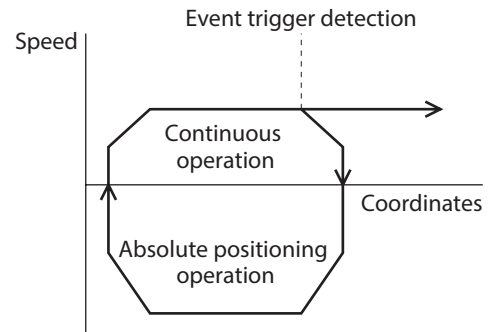 Event trigger detection
Speed
Continuous
operation
Coordinates
Absolute positioning
operation